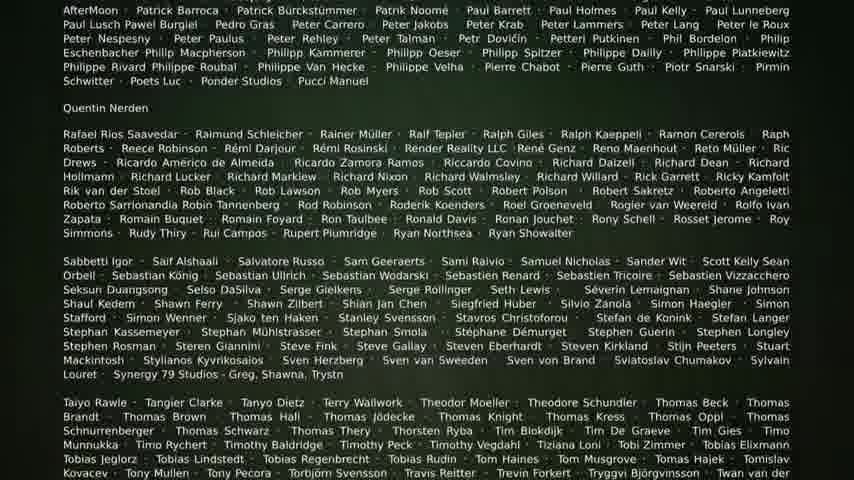 AfterMoon · Patrick Barroca · Patrick Bürckstümmer · Patrik Noomé · Paul Barrett · Paul Holmes · Paul Kelly · Paul Lunneberg
Paul Lusch Pawel Burgiel · Pedro Gras · Peter Carrero · Peter Jakobs · Peter Krab · Peter Lammers · Peter Lang · Peter le Roux
Peter Nespesny · Peter Paulus · Peter Rehley · Peter Talman · Petr Dovičín · Petteri Putkinen · Phil Bordelon · Philip
Eschenbacher Philip Macpherson · Philipp Kammerer · Philipp Oeser · Philipp Spitzer · Philippe Dailly · Philippe Platkiewitz
Philippe Rivard Philippe Roubal · Philippe Van Hecke · Philippe Velha · Pierre Chabot · Pierre Guth · Piotr Snarski · Pirmin
Schwitter · Poets Luc · Ponder Studios · Pucci Manuel
Quentin Nerden
Rafael Rios Saavedar · Raimund Schleicher · Rainer Müller · Ralf Tepler · Ralph Giles · Ralph Kaeppeli · Ramon Cererols · Raph
Roberts · Reece Robinson · Rémi Darjour · Rémi Rosinski · Render Reality LLC · René Genz · Reno Maenhout · Reto Müller · Ric
Drews · Ricardo Américo de Almeida · Ricardo Zamora Ramos · Riccardo Covino · Richard Dalzell · Richard Dean · Richard
Hollmann · Richard Lucker · Richard Markiew · Richard Nixon · Richard Walmsley · Richard Willard · Rick Garrett · Ricky Kamfolt
Rik van der Stoel · Rob Black · Rob Lawson · Rob Myers · Rob Scott · Robert Polson · Robert Sakretz · Roberto Angeletti
Roberto Sarrionandia Robin Tannenberg · Rod Robinson · Roderik Koenders · Roel Groeneveld · Rogier van Weereld · Rolfo Ivan
Zapata · Romain Buquet · Romain Foyard · Ron Taulbee · Ronald Davis · Ronan Jouchet · Rony Schell · Rosset Jerome · Roy
Simmons · Rudy Thiry · Rui Campos · Rupert Plumridge · Ryan Northsea · Ryan Showalter
Sabbetti Igor · Saif Alshaali · Salvatore Russo · Sam Geeraerts · Sami Raivio · Samuel Nicholas · Sander Wit · Scott Kelly Sean
Orbell · Sebastian König · Sebastian Ullrich · Sebastian Wodarski · Sebastien Renard · Sebastien Tricoire · Sebastien Vizzacchero
Seksun Duangsong · Selso DaSilva · Serge Gielkens · Serge Rollinger · Seth Lewis · Séverin Lemaignan · Shane Johnson
Shaul Kedem · Shawn Ferry · Shawn Zilbert · Shian Jan Chen · Siegfried Huber · Silvio Zanola · Simon Haegler · Simon
Stafford · Simon Wenner · Sjako ten Haken · Stanley Svensson · Stavros Christoforou · Stefan de Konink · Stefan Langer
Stephan Kassemeyer · Stephan Mühlstrasser · Stephan Smola · Stéphane Démurget · Stephen Guerin · Stephen Longley
Stephen Rosman · Steren Giannini · Steve Fink · Steve Gallay · Steven Eberhardt · Steven Kirkland · Stijn Peeters · Stuart
Mackintosh · Stylianos Kyvrikosaios · Sven Herzberg · Sven van Sweeden · Sven von Brand · Sviatoslav Chumakov · Sylvain
Louret · Synergy 79 Studios - Greg, Shawna, Trystn
Taiyo Rawle · Tangier Clarke · Tanyo Dietz · Terry Wallwork · Theodor Moeller · Theodore Schundler · Thomas Beck · Thomas
Brandt · Thomas Brown · Thomas Hall · Thomas Jödecke · Thomas Knight · Thomas Kress · Thomas Oppl · Thomas
Schnurrenberger · Thomas Schwarz · Thomas Thery · Thorsten Ryba · Tim Blokdijk · Tim De Graeve · Tim Gies · Timo
Munnukka · Timo Rychert · Timothy Baldridge · Timothy Peck · Timothy Vegdahl · Tiziana Loni · Tobi Zimmer · Tobias Elixmann
Tobias Jeglorz · Tobias Lindstedt · Tobias Regenbrecht · Tobias Rudin · Tom Haines · Tom Musgrove · Tomas Hajek · Tomislav
Kovacev · Tony Mullen · Tony Pecora · Torbjörn Svensson · Travis Reitter · Trevin Forkert · Tryggvi Björgvinsson · Twan van der